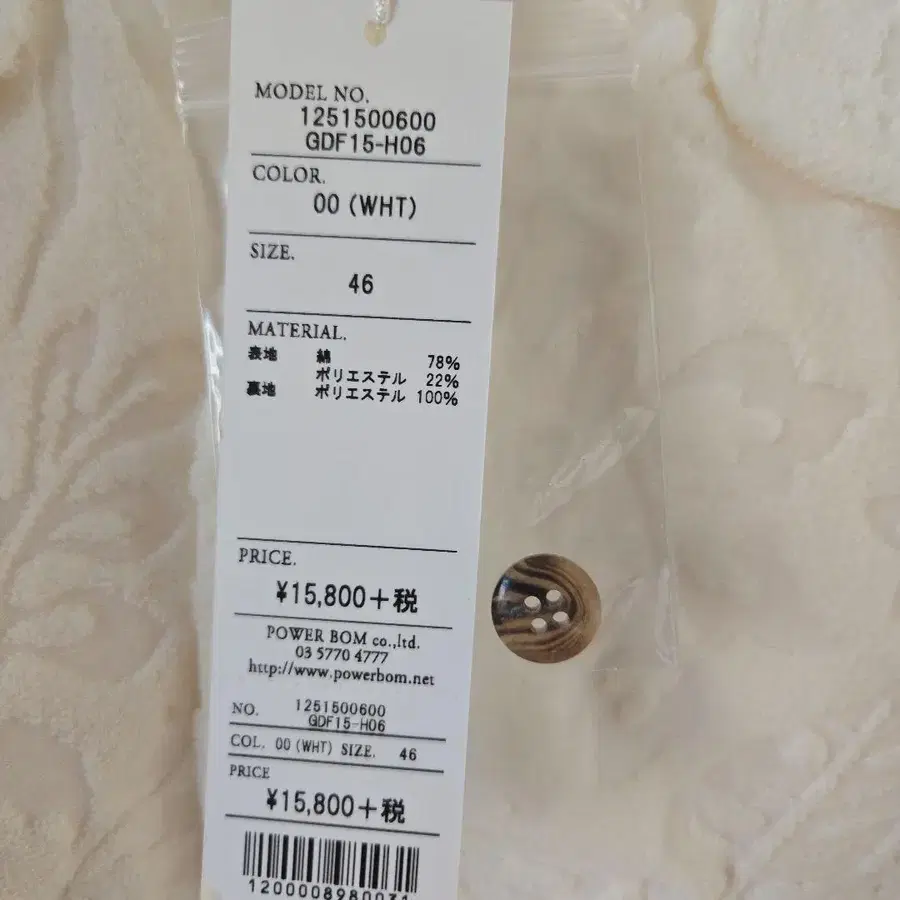 MODEL NO.
1251500600
GDF15-H06
COLOR.
00 (WHT)
SIZE.
46
MATERIAL.
表地 綿 78%
ポリエステル 22%
裏地 ポリエステル 100%
PRICE.
¥15,800+税
POWER BOM co.,ltd.
03 5770 4777
http://www.powerbom.net
NO. 1251500600
GDF15-H06
COL. 00 (WHT) SIZE. 46
PRICE
¥15,800+税